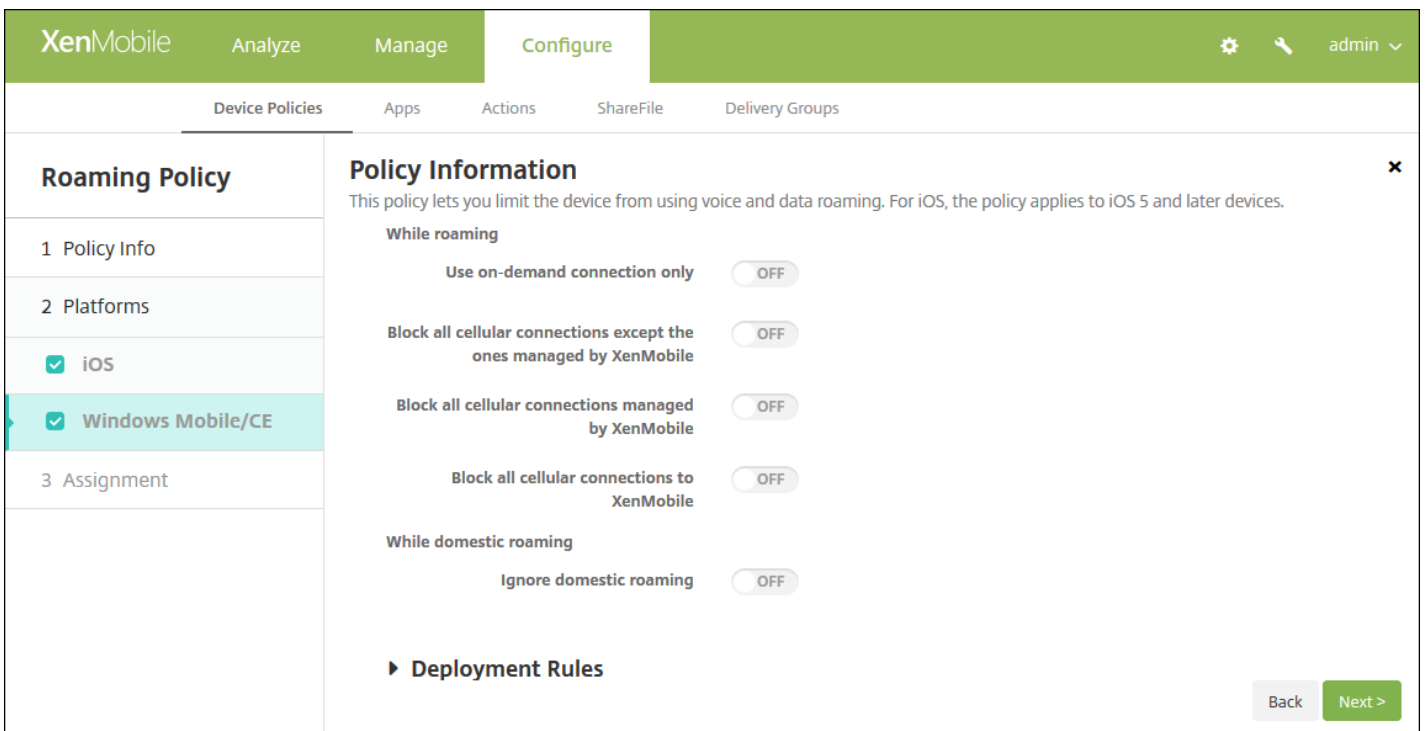 XenMobile Analyze Manage Configure admin
Device Policies Apps Actions ShareFile Delivery Groups
Roaming Policy
1 Policy Info
2 Platforms
iOS
Windows Mobile/CE
3 Assignment
Policy Information
This policy lets you limit the device from using voice and data roaming. For iOS, the policy applies to iOS 5 and later devices.
While roaming
Use on-demand connection only OFF
Block all cellular connections except the
ones managed by XenMobile OFF
Block all cellular connections managed
by XenMobile OFF
Block all cellular connections to
XenMobile OFF
While domestic roaming
Ignore domestic roaming OFF
Deployment Rules
Back Next >